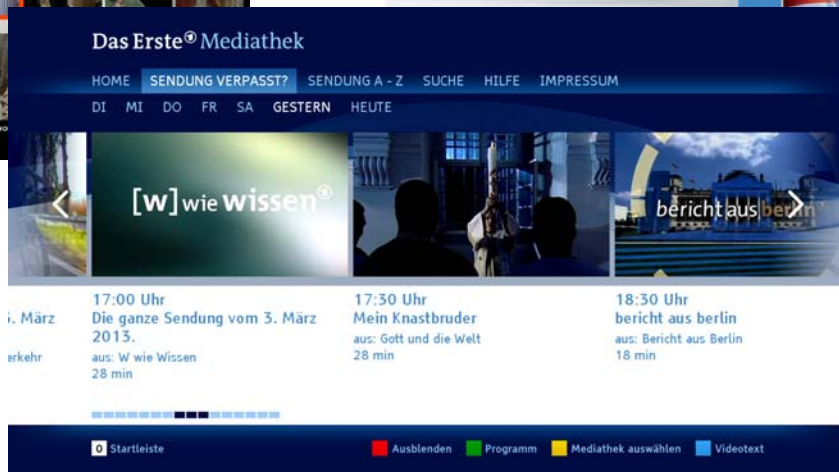 Das Erste Mediathek
HOME SENDUNG VERPASST? SENDUNG A - Z SUCHE HILFE IMPRESSUM
DI MI DO FR SA GESTERN HEUTE
[w] wie wissen
bericht aus berlin
17:00 Uhr
Die ganze Sendung vom 3. März
2013.
aus: W wie Wissen
28 min
17:30 Uhr
Mein Knastbruder
aus: Gott und die Welt
28 min
18:30 Uhr
bericht aus berlin
aus: Bericht aus Berlin
18 min
. März
0 Startleiste Ausblenden Programm Mediathek auswählen Videotext